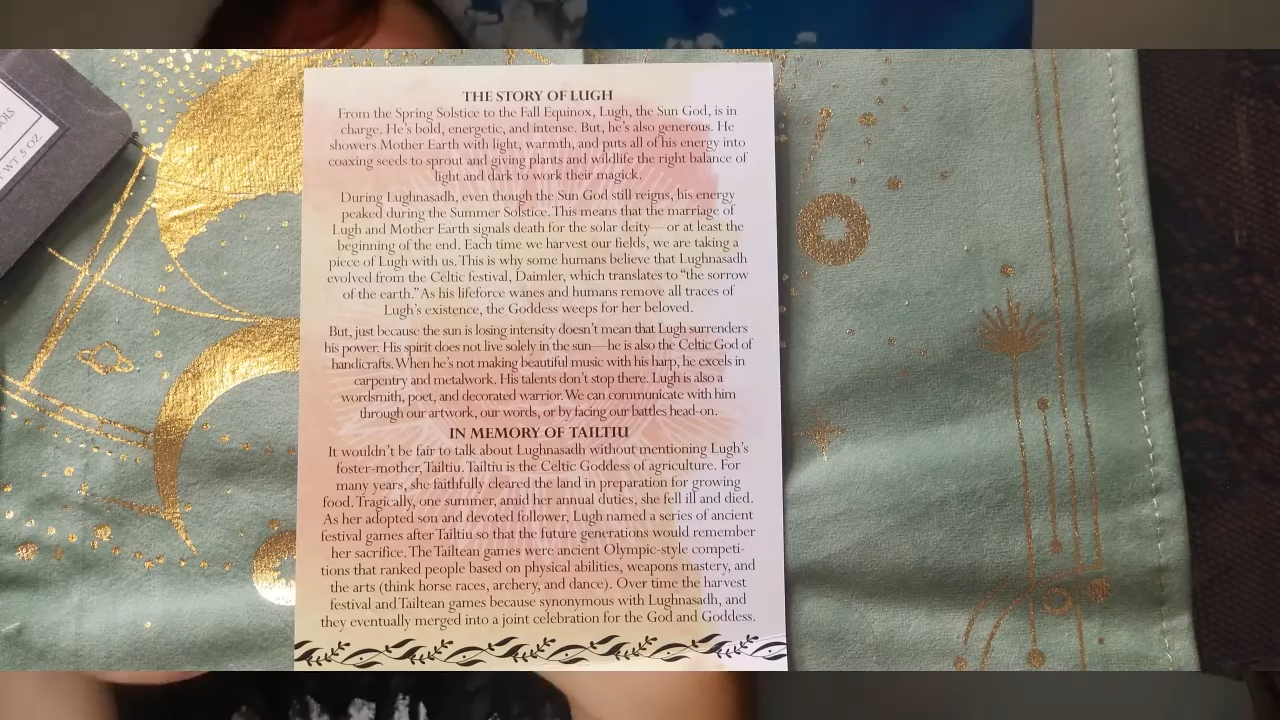 OLS
T WT .5 OZ
THE STORY OF LUGH
From the Spring Solstice to the Fall Equinox, Lugh, the Sun God, is in
charge. He's bold, energetic, and intense. But, he's also generous. He
showers Mother Earth with light, warmth, and puts all of his energy into
coaxing seeds to sprout and giving plants and wildlife the right balance of
light and dark to work their magick.
During Lughnasadh, even though the Sun God still reigns, his energy
peaked during the Summer Solstice. This means that the marriage of
Lugh and Mother Earth signals death for the solar deity—or at least the
beginning of the end. Each time we harvest our fields, we are taking a
piece of Lugh with us. This is why some humans believe that Lughnasadh
evolved from the Celtic festival, Daimler, which translates to "the sorrow
of the earth." As his lifeforce wanes and humans remove all traces of
Lugh's existence, the Goddess weeps for her beloved.
But, just because the sun is losing intensity doesn't mean that Lugh surrenders
his power. His spirit does not live solely in the sun—he is also the Celtic God of
handicrafts. When he's not making beautiful music with his harp, he excels in
carpentry and metalwork. His talents don't stop there. Lugh is also a
wordsmith, poet, and decorated warrior. We can communicate with him
through our artwork, our words, or by facing our battles head-on.
IN MEMORY OF TAILTIU
It wouldn't be fair to talk about Lughnasadh without mentioning Lugh's
foster-mother, Tailtiu. Tailtiu is the Celtic Goddess of agriculture. For
many years, she faithfully cleared the land in preparation for growing
food. Tragically, one summer, amid her annual duties, she fell ill and died.
As her adopted son and devoted follower, Lugh named a series of ancient
festival games after Tailtiu so that the future generations would remember
her sacrifice. The Tailtean games were ancient Olympic-style competi-
tions that ranked people based on physical abilities, weapons mastery, and
the arts (think horse races, archery, and dance). Over time the harvest
festival and Tailtean games because synonymous with Lughnasadh, and
they eventually merged into a joint celebration for the God and Goddess.